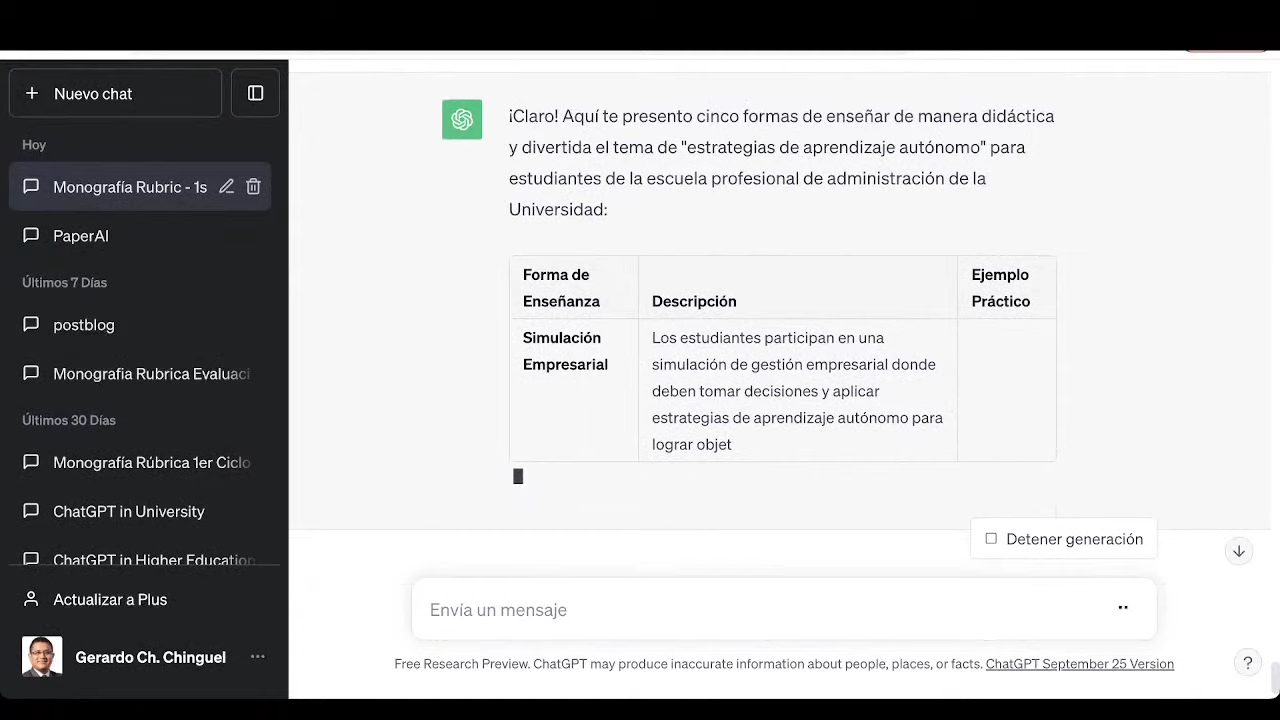 Nuevo chat
Hoy
Monografía Rubric - 1s
PaperAI
Últimos 7 Días
postblog
Monografia Rubrica Evaluaci
Últimos 30 Días
Monografía Rúbrica 1er Ciclo
ChatGPT in University
ChatGPT in Higher Education
Actualizar a Plus
Gerardo Ch. Chinguel
¡Claro! Aquí te presento cinco formas de enseñar de manera didáctica
y divertida el tema de "estrategias de aprendizaje autónomo" para
estudiantes de la escuela profesional de administración de la
Universidad:
Forma de
Enseñanza
Descripción
Ejemplo
Práctico
Simulación
Empresarial
Los estudiantes participan en una
simulación de gestión empresarial donde
deben tomar decisiones y aplicar
estrategias de aprendizaje autónomo para
lograr objet
Detener generación
Envía un mensaje
Free Research Preview. ChatGPT may produce inaccurate information about people, places, or facts. ChatGPT September 25 Version
?